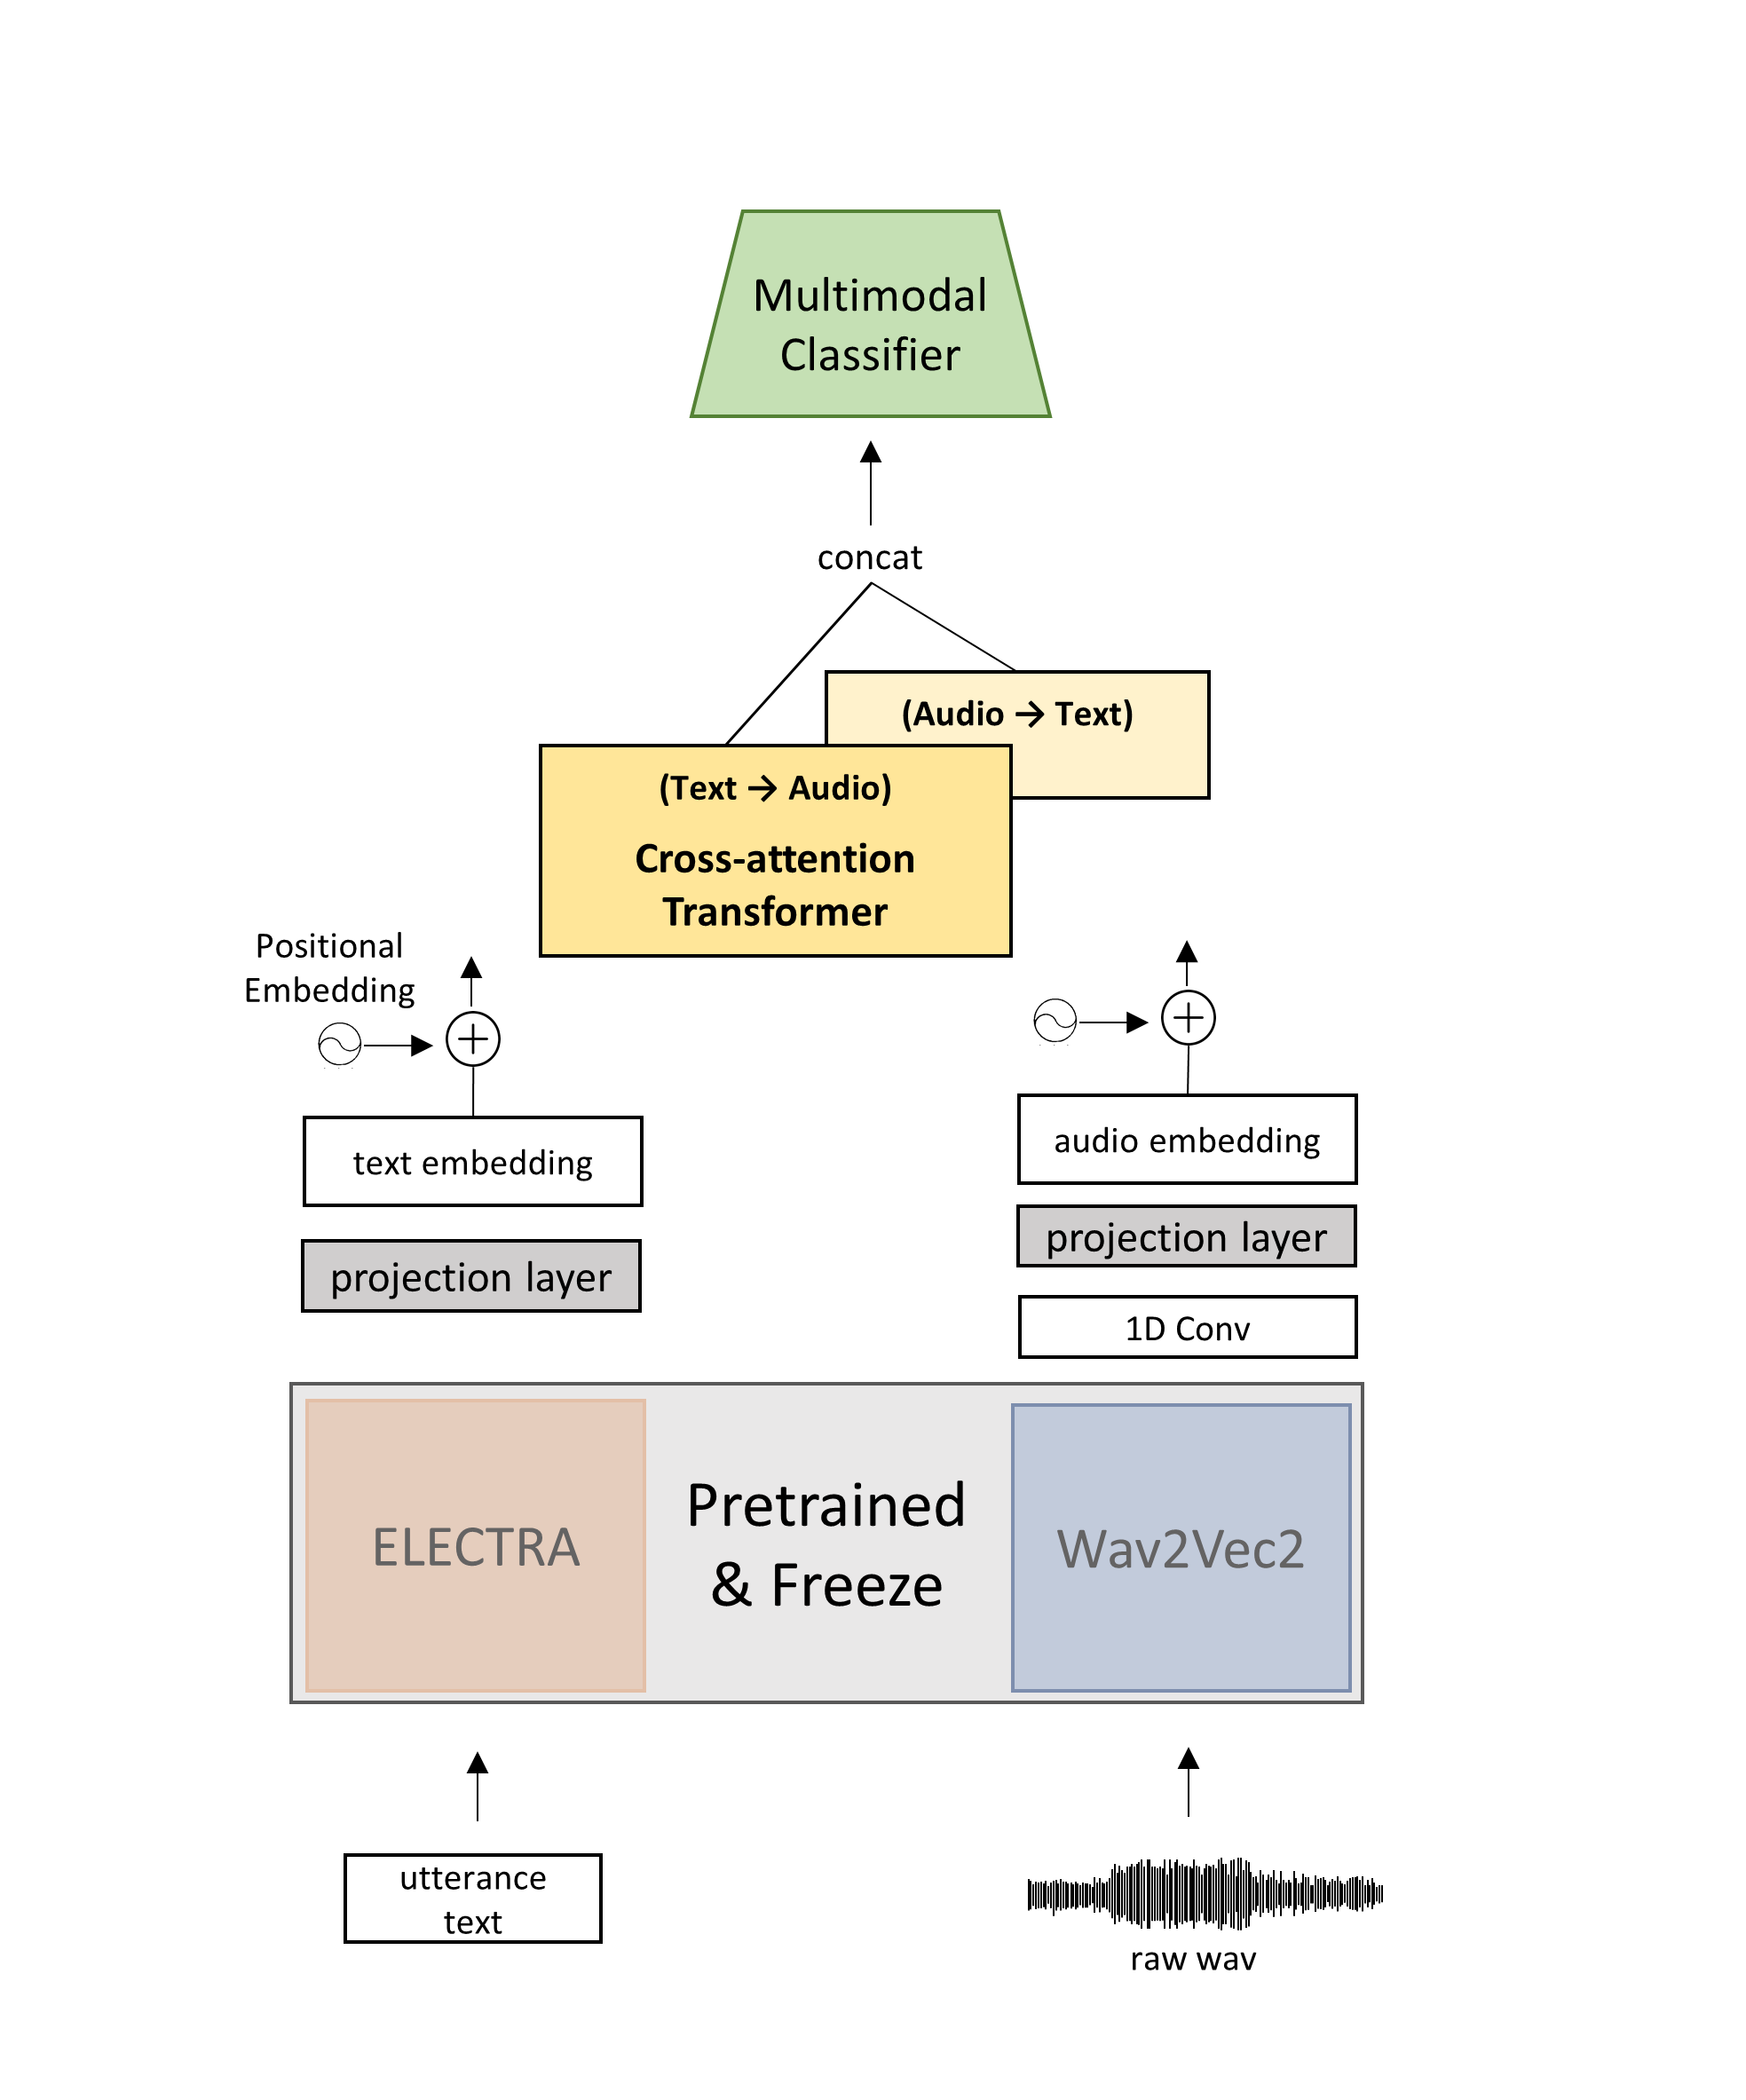 Multimodal
Classifier
concat
(Audio → Text)
(Text → Audio)
Cross-attention
Transformer
Positional
Embedding
text embedding
audio embedding
projection layer
projection layer
1D Conv
ELECTRA
Pretrained
& Freeze
Wav2Vec2
utterance
text
raw wav